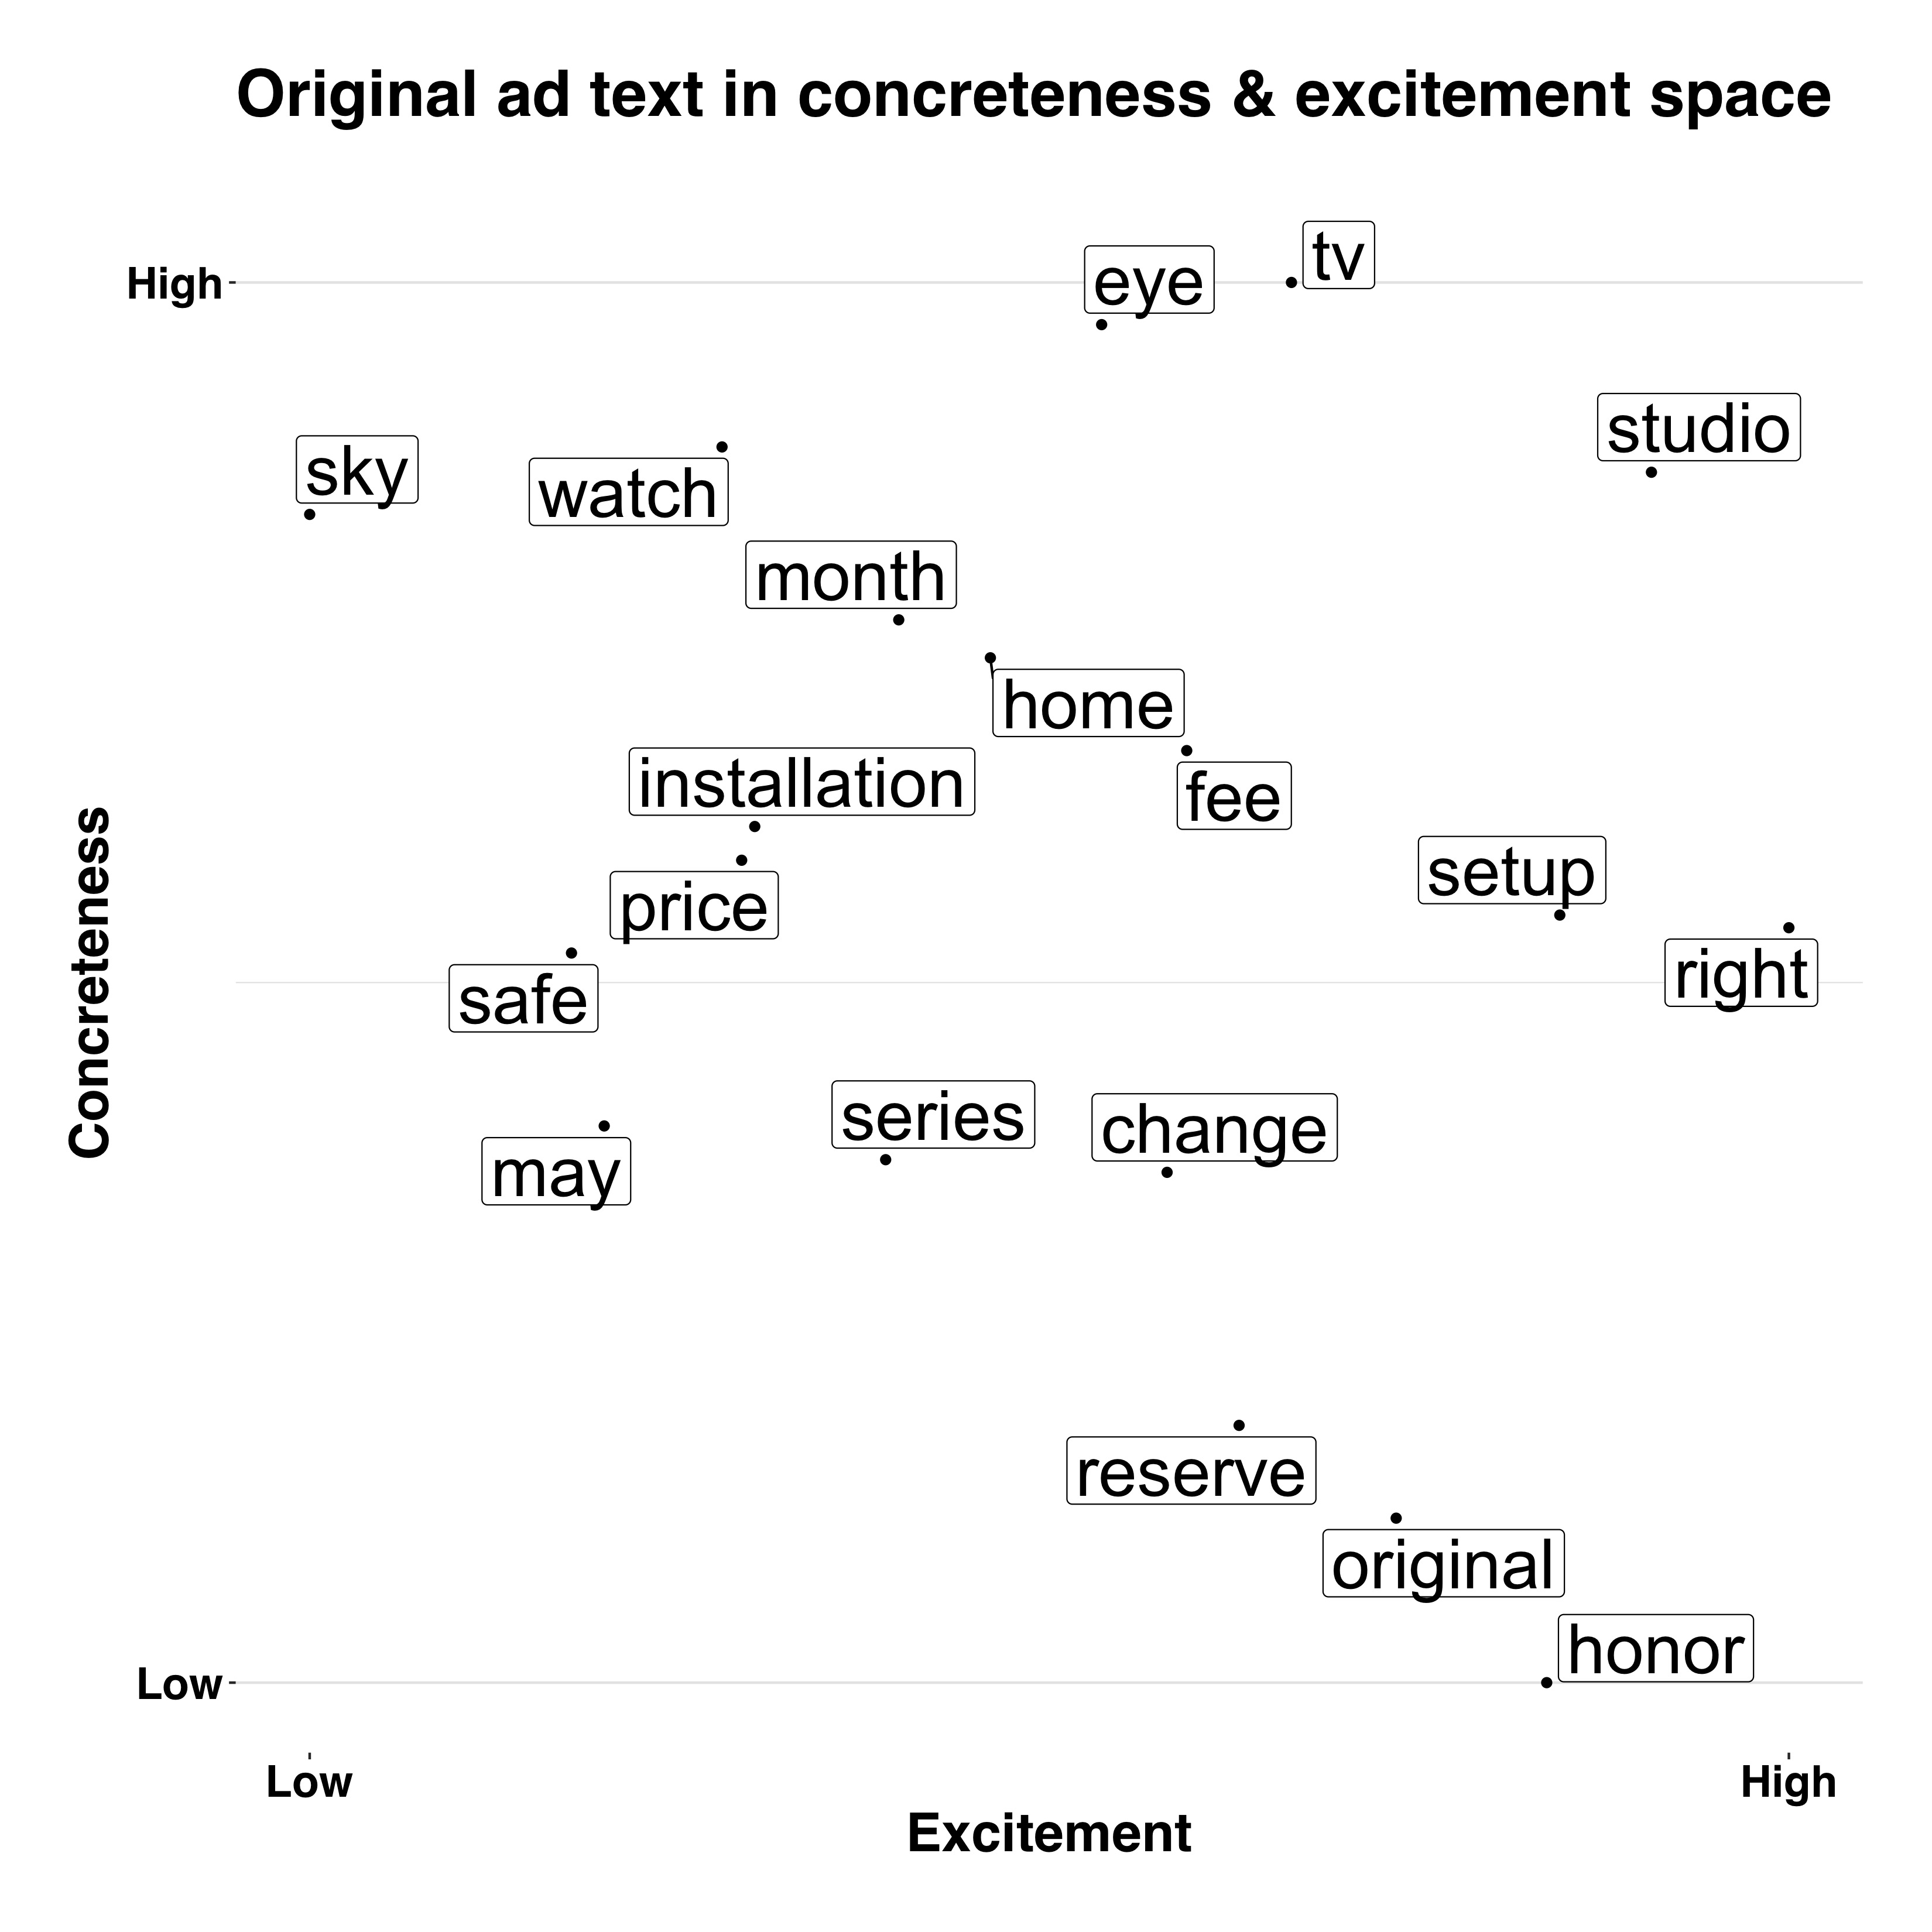 Original ad text in concreteness & excitement space
tv
eye
High
studio
sky
watch
month
home
installation
fee
setup
price
right
safe
Concreteness
series
change
may
reserve
original
honor
Low
Low
High
Excitement